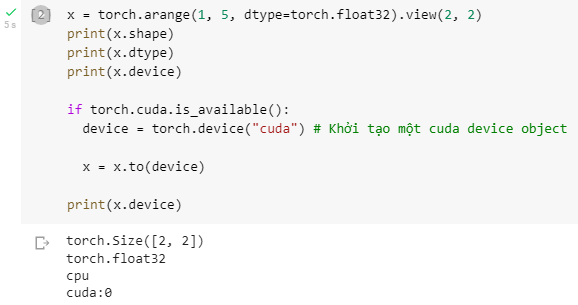 [2] x = torch.arange(1, 5, dtype=torch.float32).view(2, 2)
5s print(x.shape)
print(x.dtype)
print(x.device)
if torch.cuda.is_available():
device = torch.device("cuda") # Khởi tạo một cuda device object
x = x.to(device)
print(x.device)
torch.Size([2, 2])
torch.float32
cpu
cuda:0